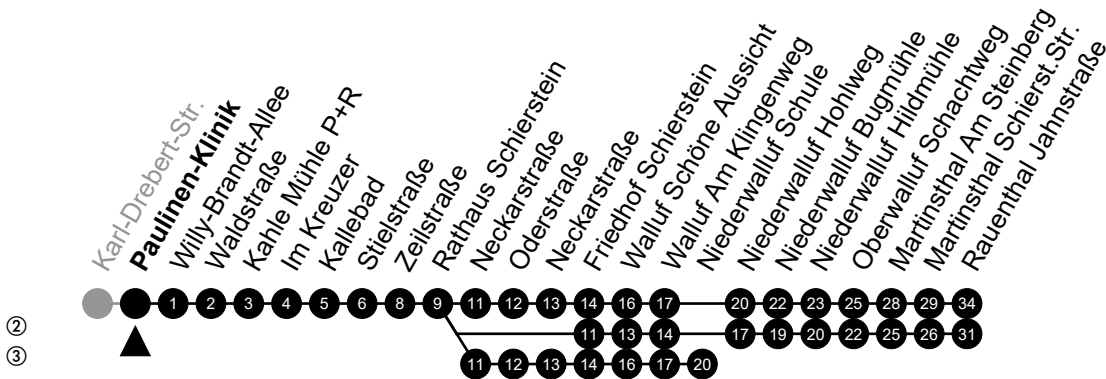 Karl-Drebert-Str.
Paulinen-Klinik
Willy-Brandt-Allee
Waldstraße
Kahle Mühle P+R
Im Kreuzer
Kallebad
Stielstraße
Zeilstraße
Rathaus Schierstein
Neckarstraße
Oderstraße
Neckarstraße
Friedhof Schierstein
Walluf Schöne Aussicht
Walluf Am Klingenweg
Niederwalluf Schule
Niederwalluf Hohlweg
Niederwalluf Bugmühle
Niederwalluf Hildmühle
Oberwalluf Schachtweg
Martinsthal Am Steinberg
Martinsthal Schierst.Str.
Rauenthal Jahnstraße
1 2 3 4 5 6 8 9 11 12 13 14 16 17 20 22 23 25 28 29 34
② 11 13 14 17 19 20 22 25 26 31
③ 11 12 13 14 16 17 20